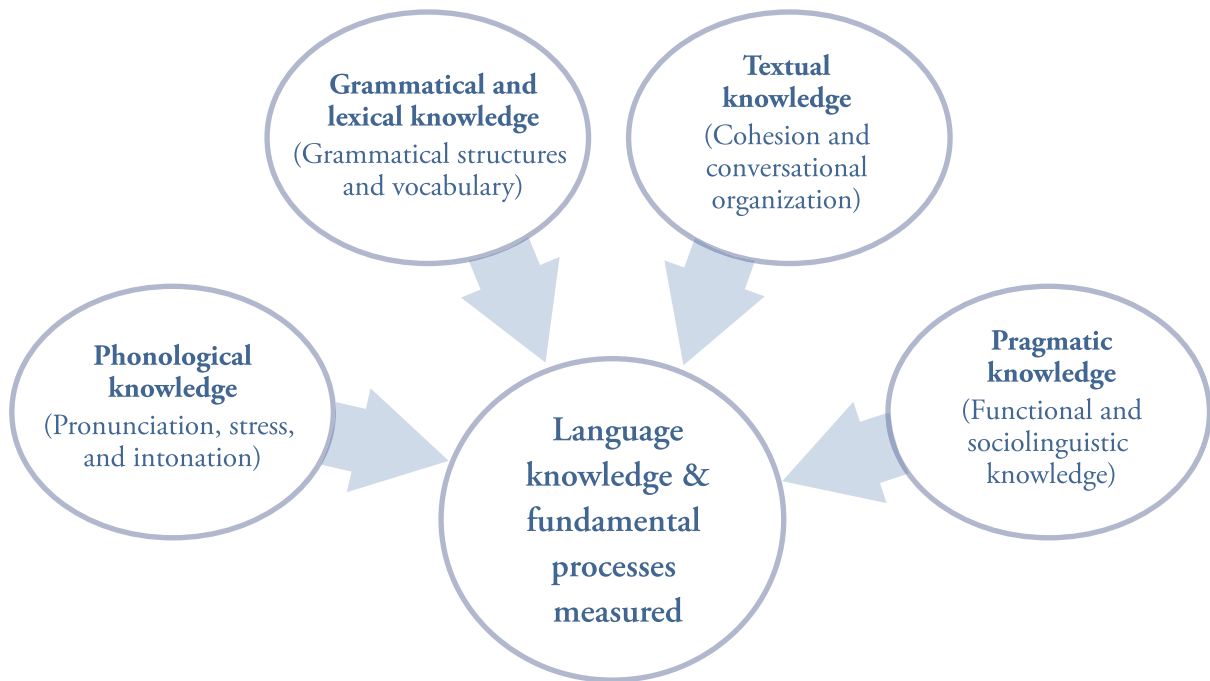 Grammatical and
lexical knowledge
(Grammatical structures
and vocabulary)
Textual
knowledge
(Cohesion and
conversational
organization)
Phonological
knowledge
(Pronunciation, stress,
and intonation)
Pragmatic
knowledge
(Functional and
sociolinguistic
knowledge)
Language
knowledge &
fundamental
processes
measured